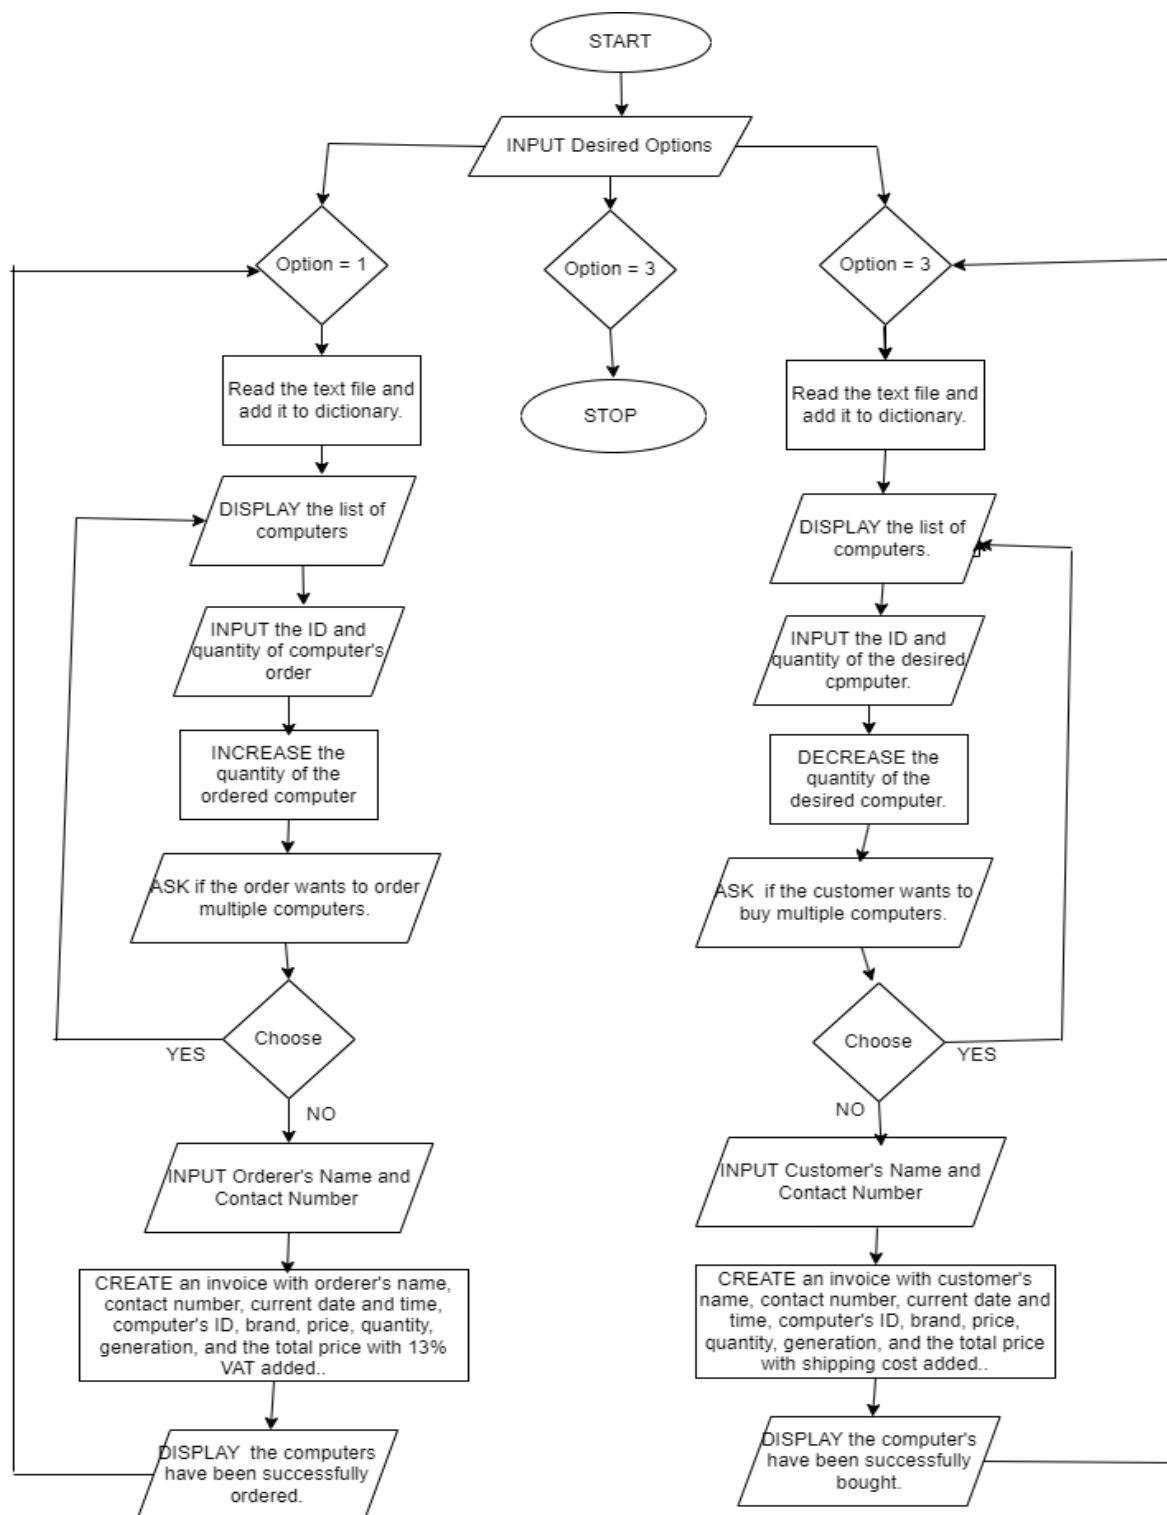 START
INPUT Desired Options
Option = 1
Option = 3
Option = 3
Read the text file and
add it to dictionary.
STOP
Read the text file and
add it to dictionary.
DISPLAY the list of
computers
DISPLAY the list of
computers.
INPUT the ID and
quantity of computer's
order
INPUT the ID and
quantity of the desired
cpmputer.
INCREASE the
quantity of the
ordered computer
DECREASE the
quantity of the
desired computer.
ASK if the order wants to order
multiple computers.
ASK if the customer wants to
buy multiple computers.
Choose
YES
NO
Choose
YES
NO
INPUT Orderer's Name and
Contact Number
INPUT Customer's Name and
Contact Number
CREATE an invoice with orderer's name,
contact number, current date and time,
computer's ID, brand, price, quantity,
generation, and the total price with 13%
VAT added..
CREATE an invoice with customer's
name, contact number, current date and
time, computer's ID, brand, price,
quantity, generation, and the total price
with shipping cost added..
DISPLAY the computers
have been successfully
ordered.
DISPLAY the computer's
have been successfully
bought.